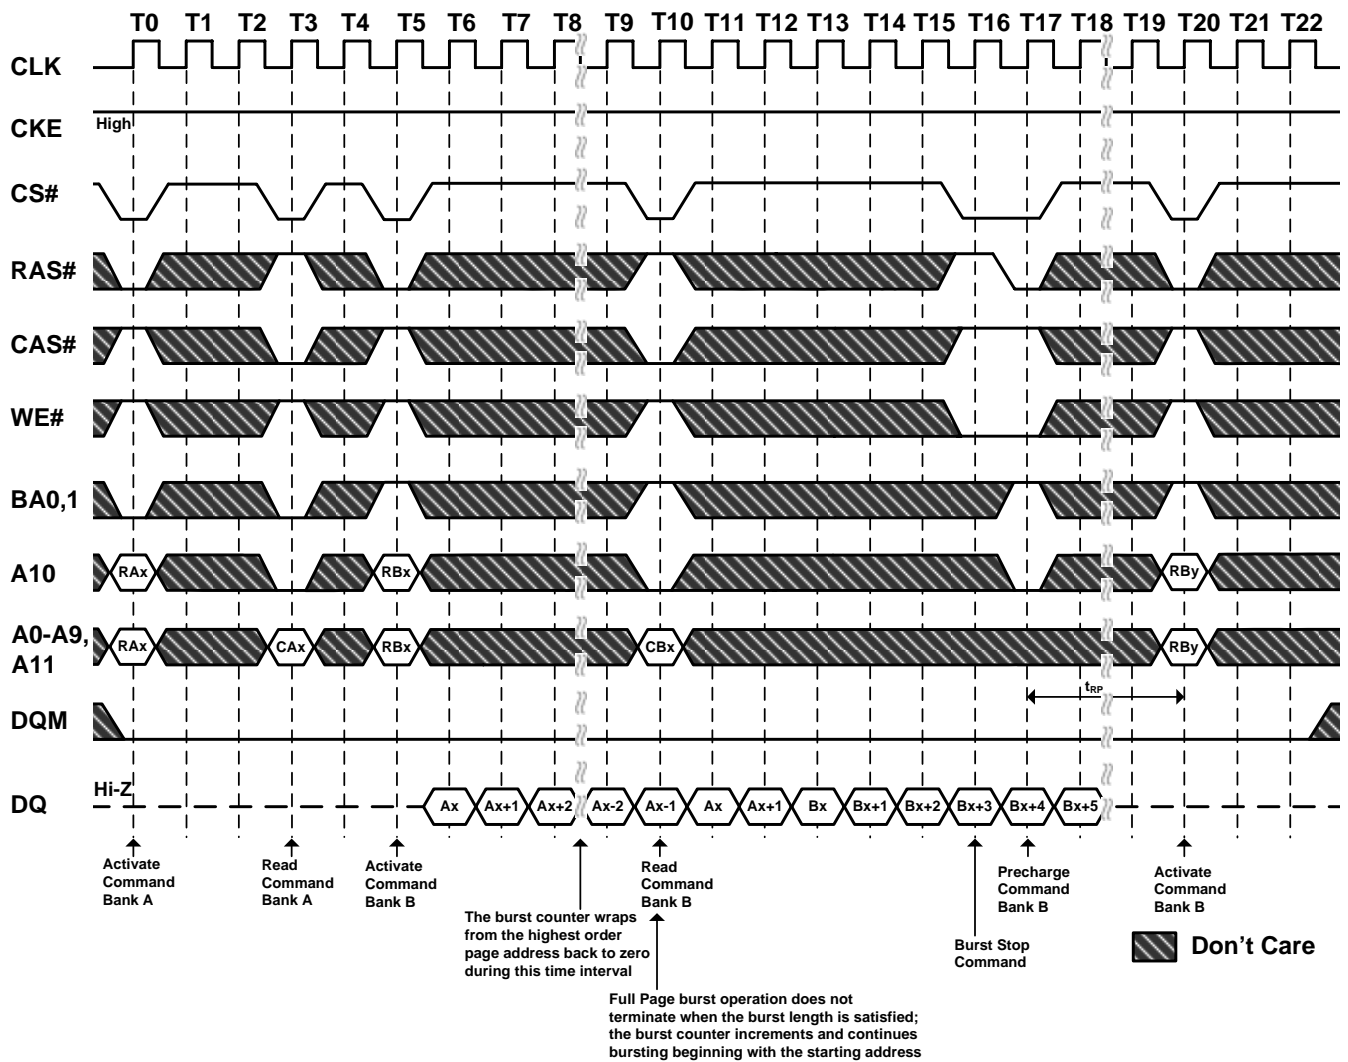 T0 T1 T2 T3 T4 T5 T6 T7 T8 T9 T10 T11 T12 T13 T14 T15 T16 T17 T18 T19 T20 T21 T22
CLK
CKE
High
CS#
RAS#
CAS#
WE#
BA0,1
A10
RAx RBx RBy
A0-A9,
A11
RAx CAx RBx CBx RBy
tRP
DQM
DQ
Hi-Z
Ax Ax+1 Ax+2 Ax-2 Ax-1 Ax Ax+1 Bx Bx+1 Bx+2 Bx+3 Bx+4 Bx+5
Activate
Command
Bank A
Read
Command
Bank A
Activate
Command
Bank B
The burst counter wraps
from the highest order
page address back to zero
during this time interval
Read
Command
Bank B
Full Page burst operation does not
terminate when the burst length is satisfied;
the burst counter increments and continues
bursting beginning with the starting address
Burst Stop
Command
Precharge
Command
Bank B
Activate
Command
Bank B
Don't Care